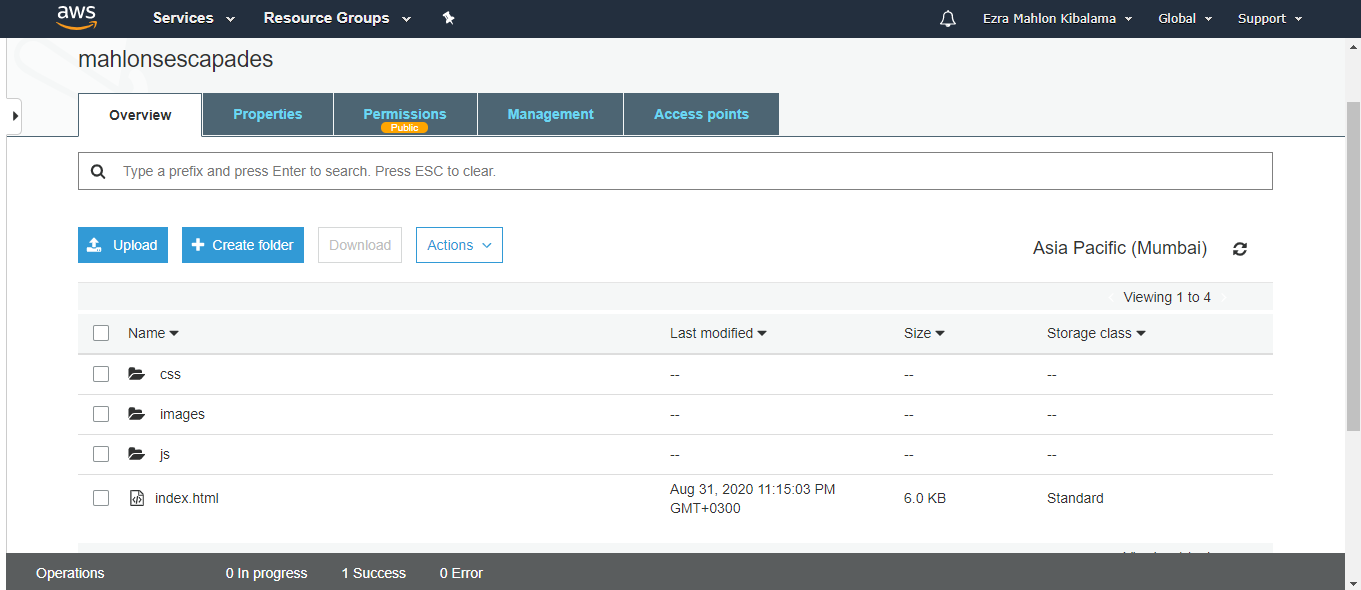 aws Services Resource Groups Ezra Mahlon Kibalama Global Support
mahlonsescapades
Overview Properties Permissions Management Access points
Public
Type a prefix and press Enter to search. Press ESC to clear.
Upload Create folder Download Actions Asia Pacific (Mumbai)
Viewing 1 to 4
Name Last modified Size Storage class
css -- -- --
images -- -- --
js -- -- --
index.html Aug 31, 2020 11:15:03 PM 6.0 KB Standard
GMT+0300
Operations 0 In progress 1 Success 0 Error